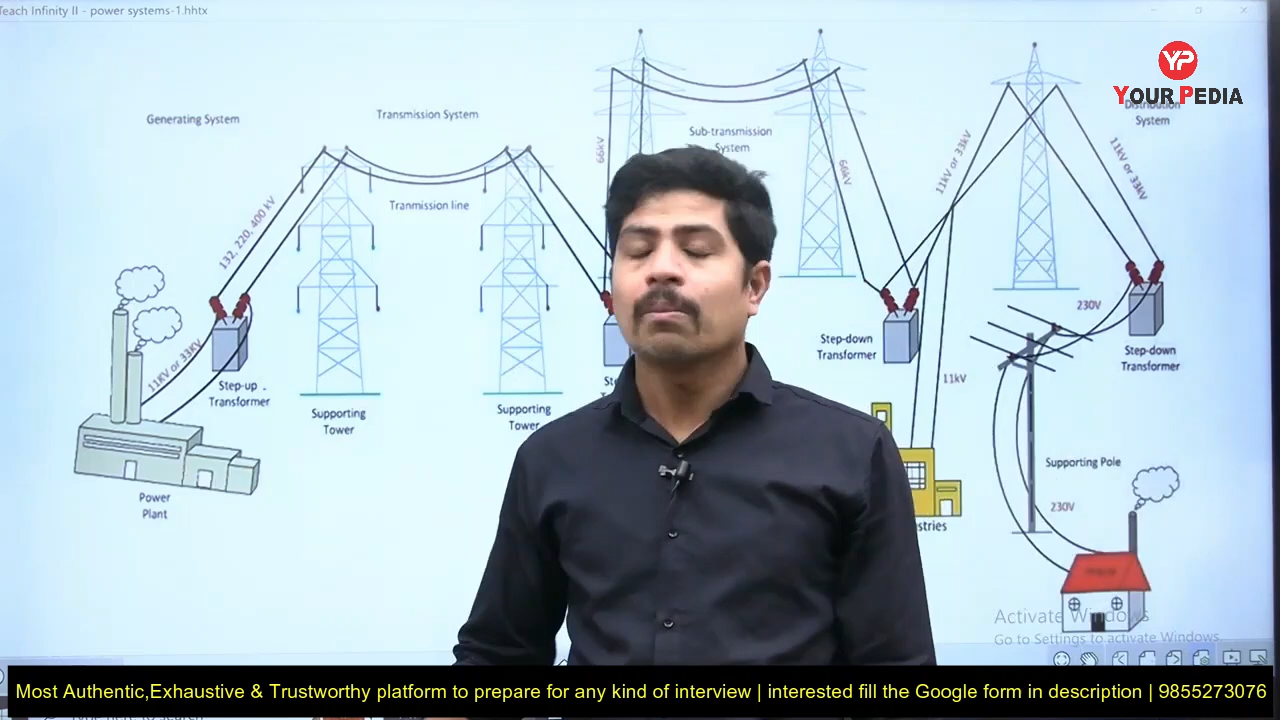 Teach Infinity II - power systems-1.hhtx
YP
YOUR PEDIA
Generating System
Transmission System
Sub-transmission
System
Distribution
System
66kV
66kV
11kV or 33kV
11kV or 33kV
132, 220, 400 kV
Tranmission line
11KV or 33KV
Step-up
Transformer
Supporting
Tower
Supporting
Tower
Step-down
Transformer
11kV
230V
Step-down
Transformer
Supporting Pole
230V
Power
Plant
Activate Windows
Go to Settings to activate Windows.
Most Authentic,Exhaustive & Trustworthy platform to prepare for any kind of interview | interested fill the Google form in description | 9855273076